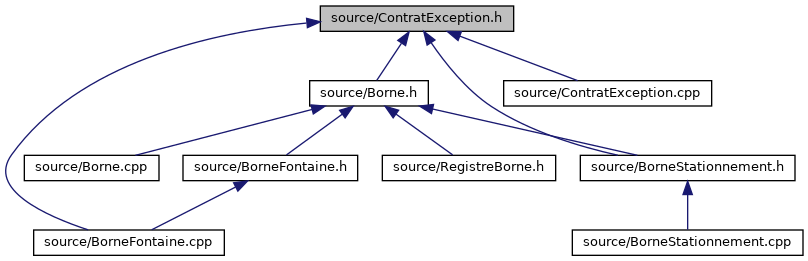 source/ContratException.h
source/Borne.h
source/ContratException.cpp
source/Borne.cpp
source/BorneFontaine.h
source/RegistreBorne.h
source/BorneStationnement.h
source/BorneFontaine.cpp
source/BorneStationnement.cpp